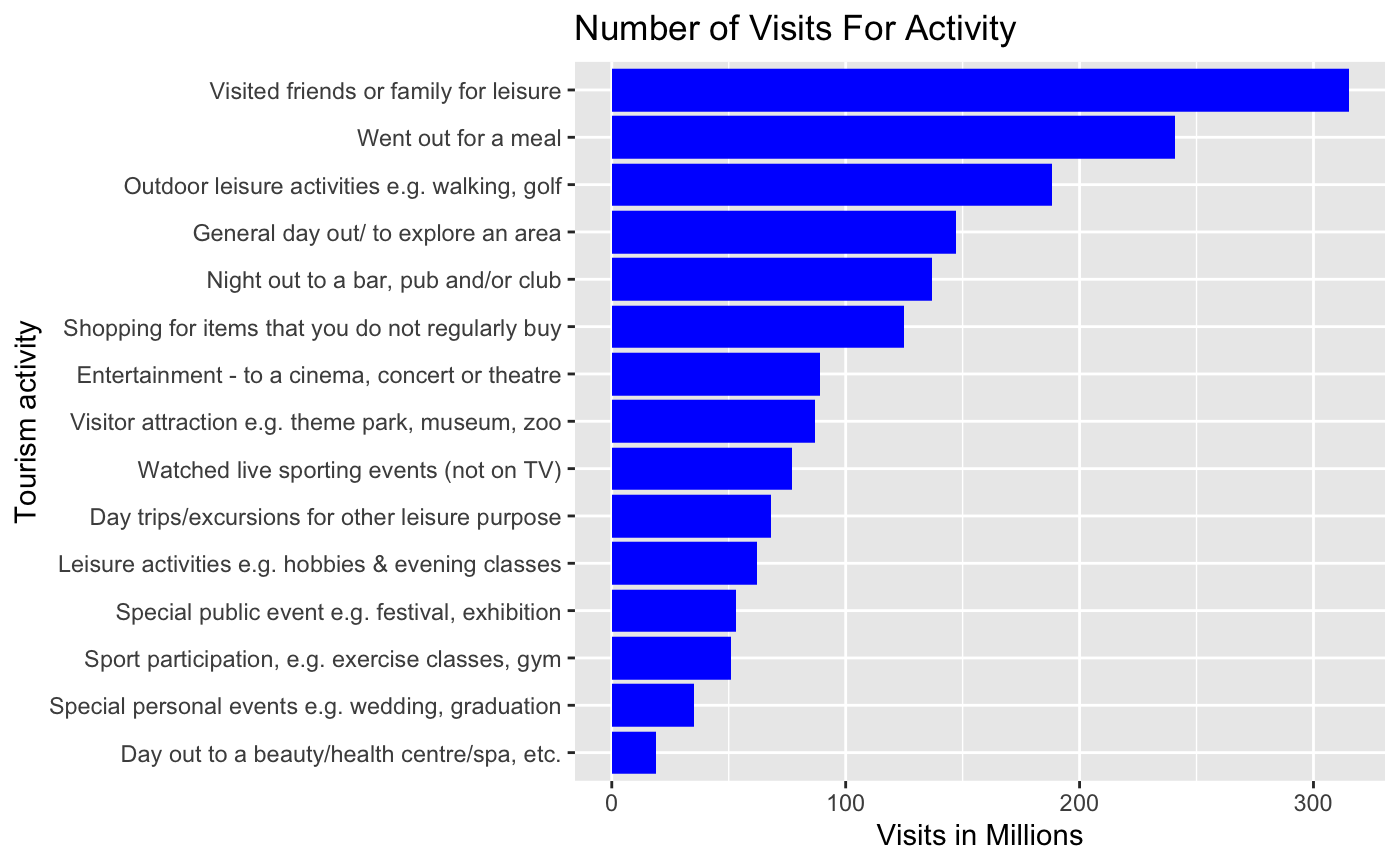 Number of Visits For Activity
Tourism activity
Visited friends or family for leisure
Went out for a meal
Outdoor leisure activities e.g. walking, golf
General day out/ to explore an area
Night out to a bar, pub and/or club
Shopping for items that you do not regularly buy
Entertainment - to a cinema, concert or theatre
Visitor attraction e.g. theme park, museum, zoo
Watched live sporting events (not on TV)
Day trips/excursions for other leisure purpose
Leisure activities e.g. hobbies & evening classes
Special public event e.g. festival, exhibition
Sport participation, e.g. exercise classes, gym
Special personal events e.g. wedding, graduation
Day out to a beauty/health centre/spa, etc.
0 100 200 300
Visits in Millions